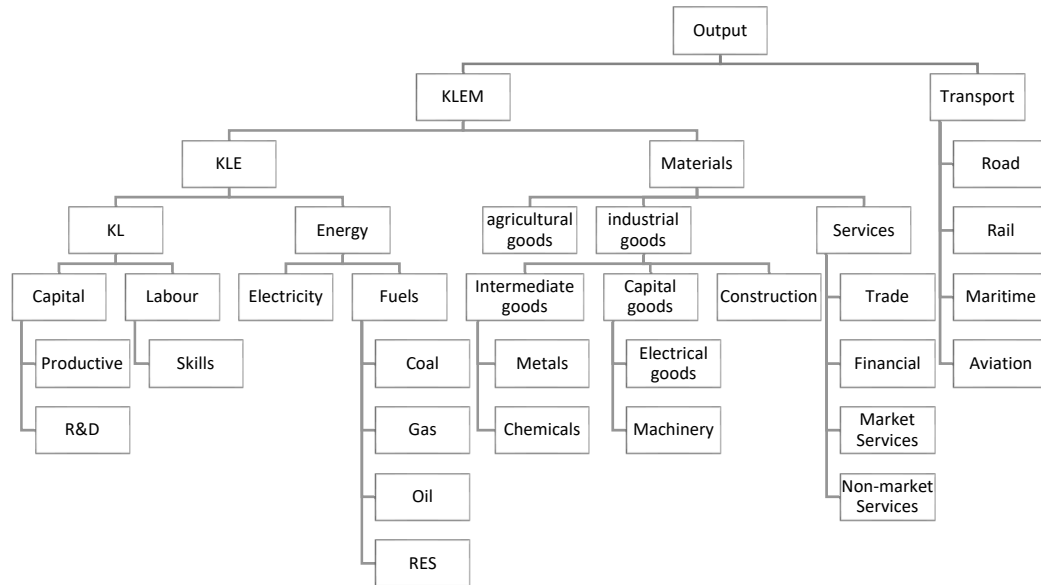 Output
KLEM
Transport
KLE
Materials
Road
KL
Energy
agricultural
goods
industrial
goods
Services
Rail
Capital
Labour
Electricity
Fuels
Intermediate
goods
Capital
goods
Construction
Trade
Maritime
Productive
Skills
Coal
Metals
Electrical
goods
Financial
Aviation
R&D
Gas
Chemicals
Machinery
Market
Services
Oil
Non-market
Services
RES